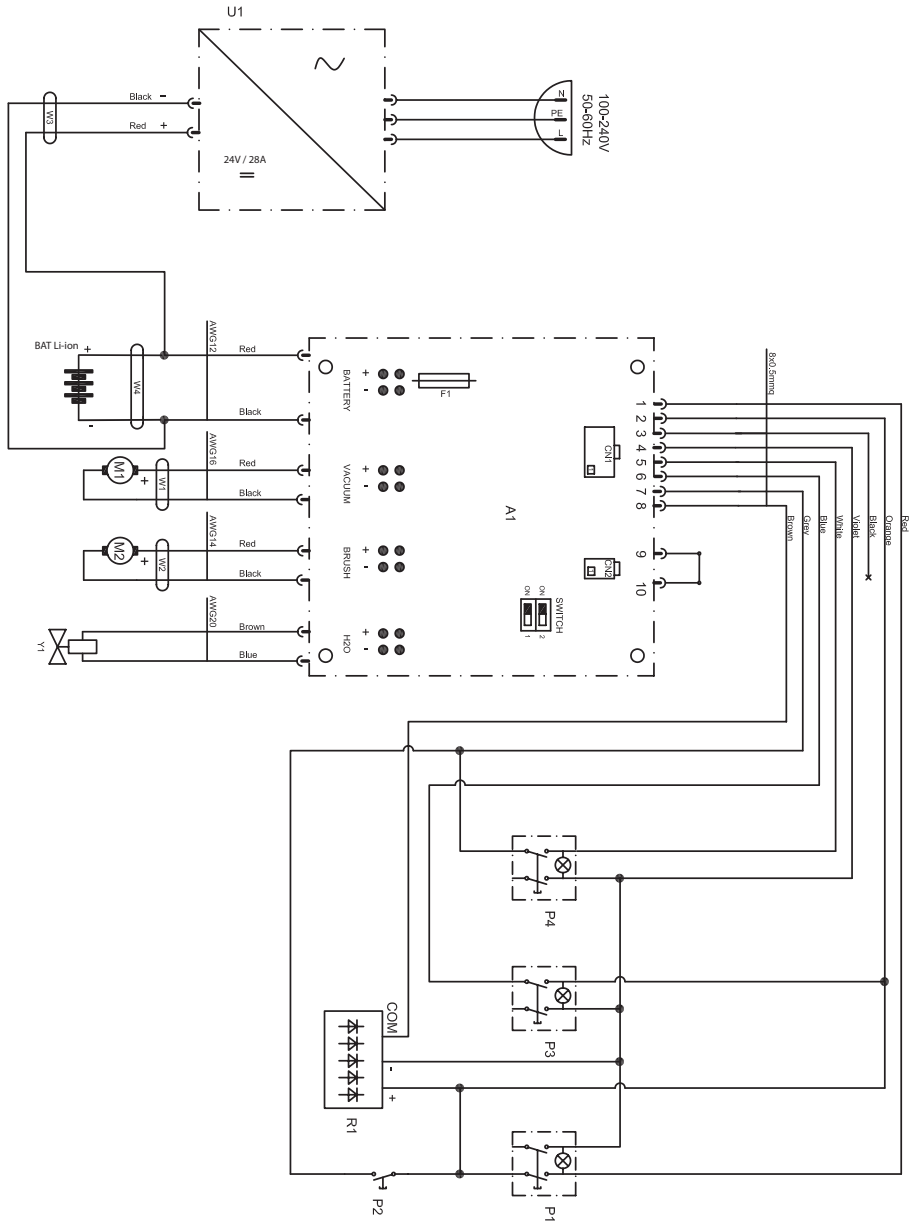 U1
100-240V
50-60Hz
N
PE
L
Black -
Red +
W3
24V / 28A
BAT Li-ion
+
-
W4
AWG12
Red
Black
AWG16
M1
+
W1
Red
Black
AWG14
M2
+
W2
Red
Black
AWG20
Y1
Brown
Blue
BATTERY
+
-
F1
VACUUM
+
-
BRUSH
+
-
H2O
+
-
A1
CN1
1
CN2
1
SWITCH
ON
ON
1
2
1
2
3
4
5
6
7
8
9
10
8x0.5mmq
Red
Orange
Black
Violet
White
Blue
Grey
Brown
P4
P3
COM
-
+
R1
P2
P1